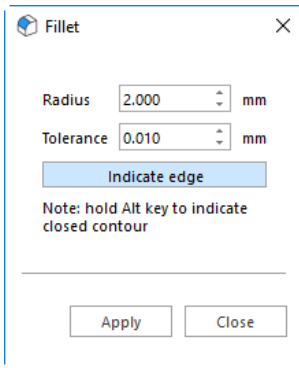 Fillet
Radius 2.000 mm
Tolerance 0.010 mm
Indicate edge
Note: hold Alt key to indicate
closed contour
Apply Close